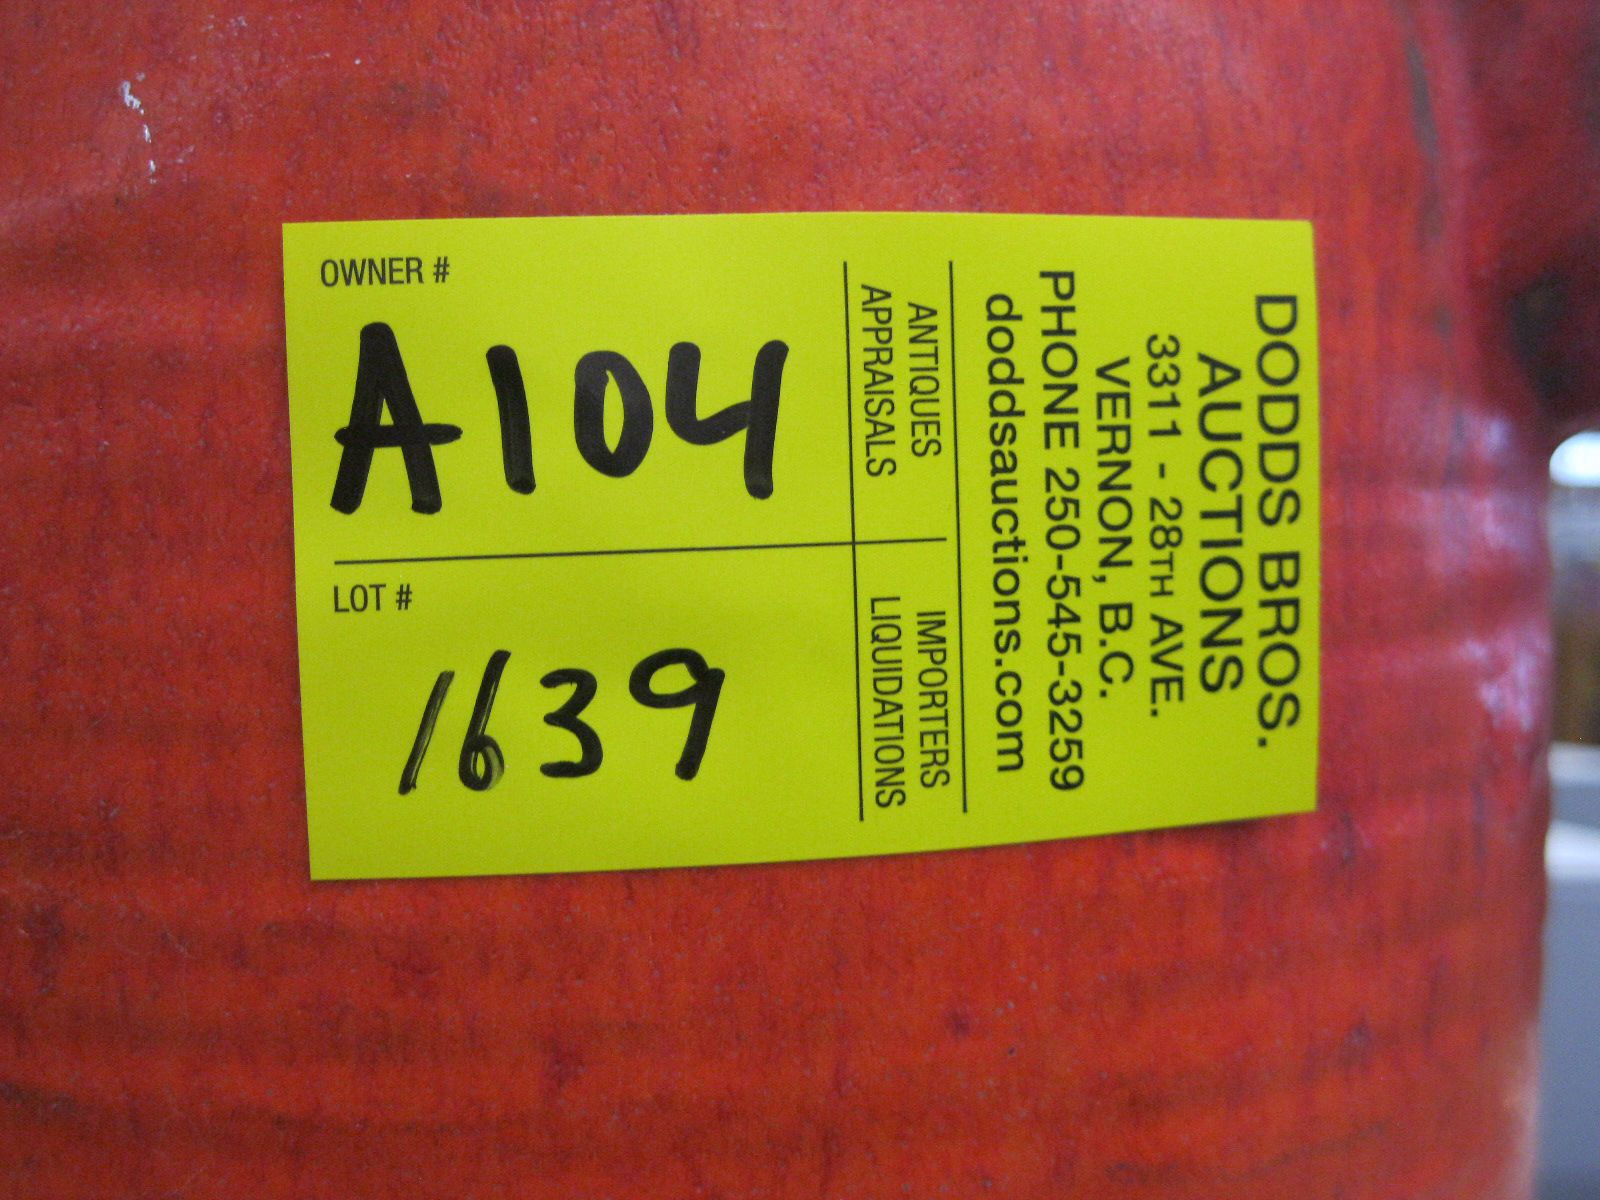 DODDS BROS.
AUCTIONS
3311 - 28TH AVE.
VERNON, B.C.
PHONE 250-545-3259
doddsauctions.com
ANTIQUES
APPRAISALS
IMPORTERS
LIQUIDATIONS
OWNER #
A104
LOT #
1639